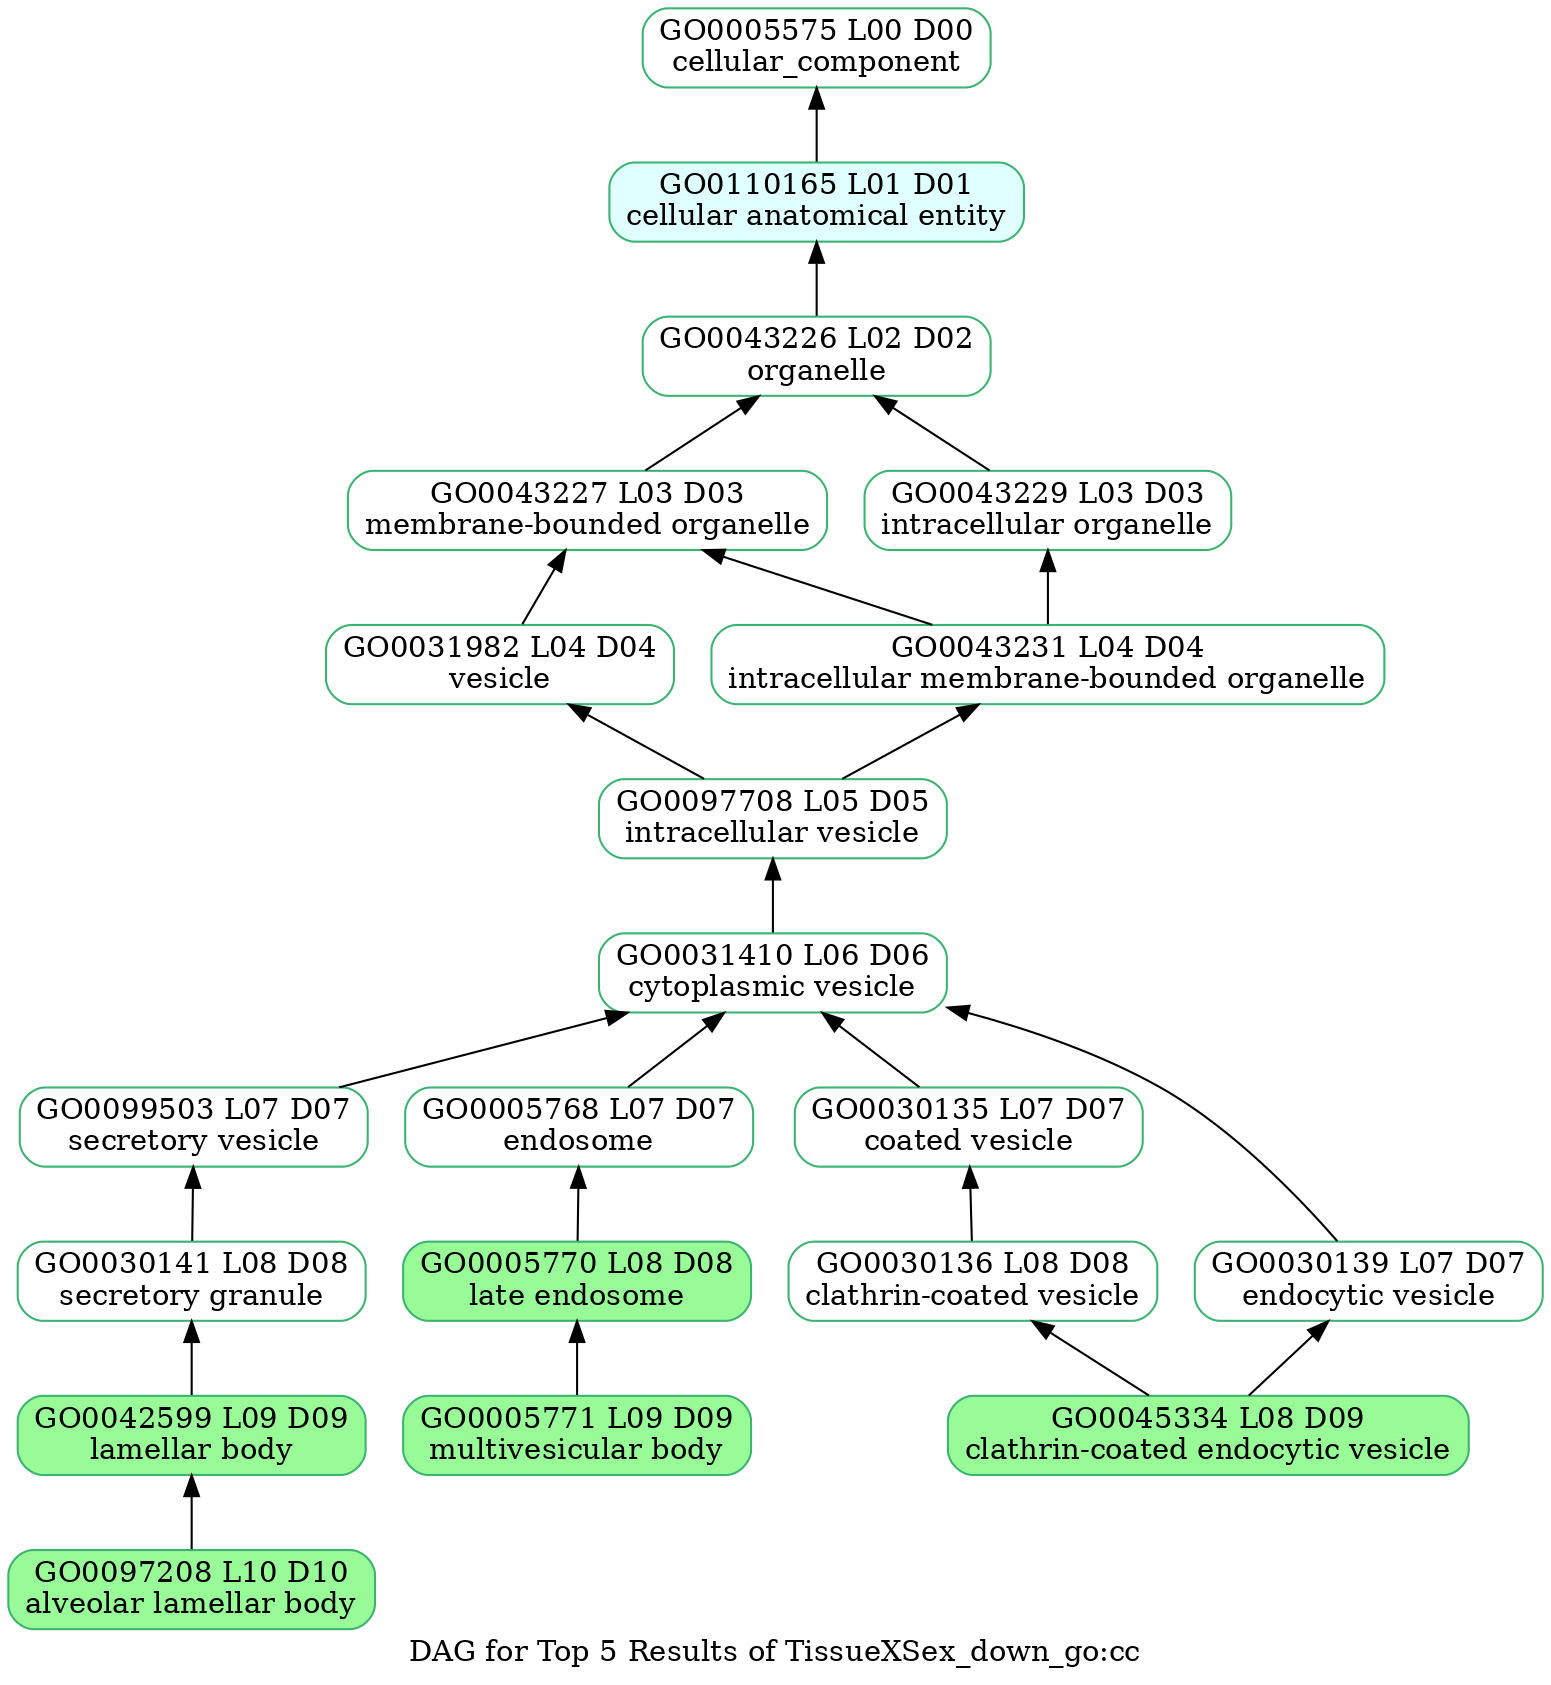 GO0005575 L00 D00
cellular_component
GO0110165 L01 D01
cellular anatomical entity
GO0043226 L02 D02
organelle
GO0043227 L03 D03
membrane-bounded organelle
GO0043229 L03 D03
intracellular organelle
GO0031982 L04 D04
vesicle
GO0043231 L04 D04
intracellular membrane-bounded organelle
GO0097708 L05 D05
intracellular vesicle
GO0031410 L06 D06
cytoplasmic vesicle
GO0099503 L07 D07
secretory vesicle
GO0005768 L07 D07
endosome
GO0030135 L07 D07
coated vesicle
GO0030141 L08 D08
secretory granule
GO0005770 L08 D08
late endosome
GO0030136 L08 D08
clathrin-coated vesicle
GO0030139 L07 D07
endocytic vesicle
GO0042599 L09 D09
lamellar body
GO0005771 L09 D09
multivesicular body
GO0045334 L08 D09
clathrin-coated endocytic vesicle
GO0097208 L10 D10
alveolar lamellar body
DAG for Top 5 Results of TissueXSex_down_go:cc